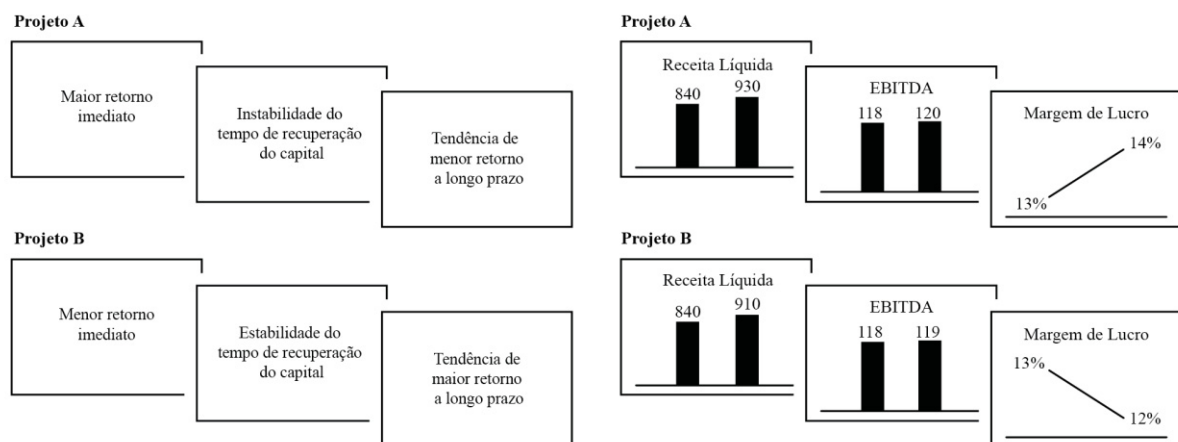 Projeto A
Maior retorno
imediato
Instabilidade do
tempo de recuperação
do capital
Tendência de
menor retorno
a longo prazo
Projeto B
Menor retorno
imediato
Estabilidade do
tempo de recuperação
do capital
Tendência de
maior retorno
a longo prazo
Projeto A
Receita Líquida
840 930
EBITDA
118 120
Margem de Lucro
14%
13%
Projeto B
Receita Líquida
840 910
EBITDA
118 119
Margem de Lucro
13%
12%